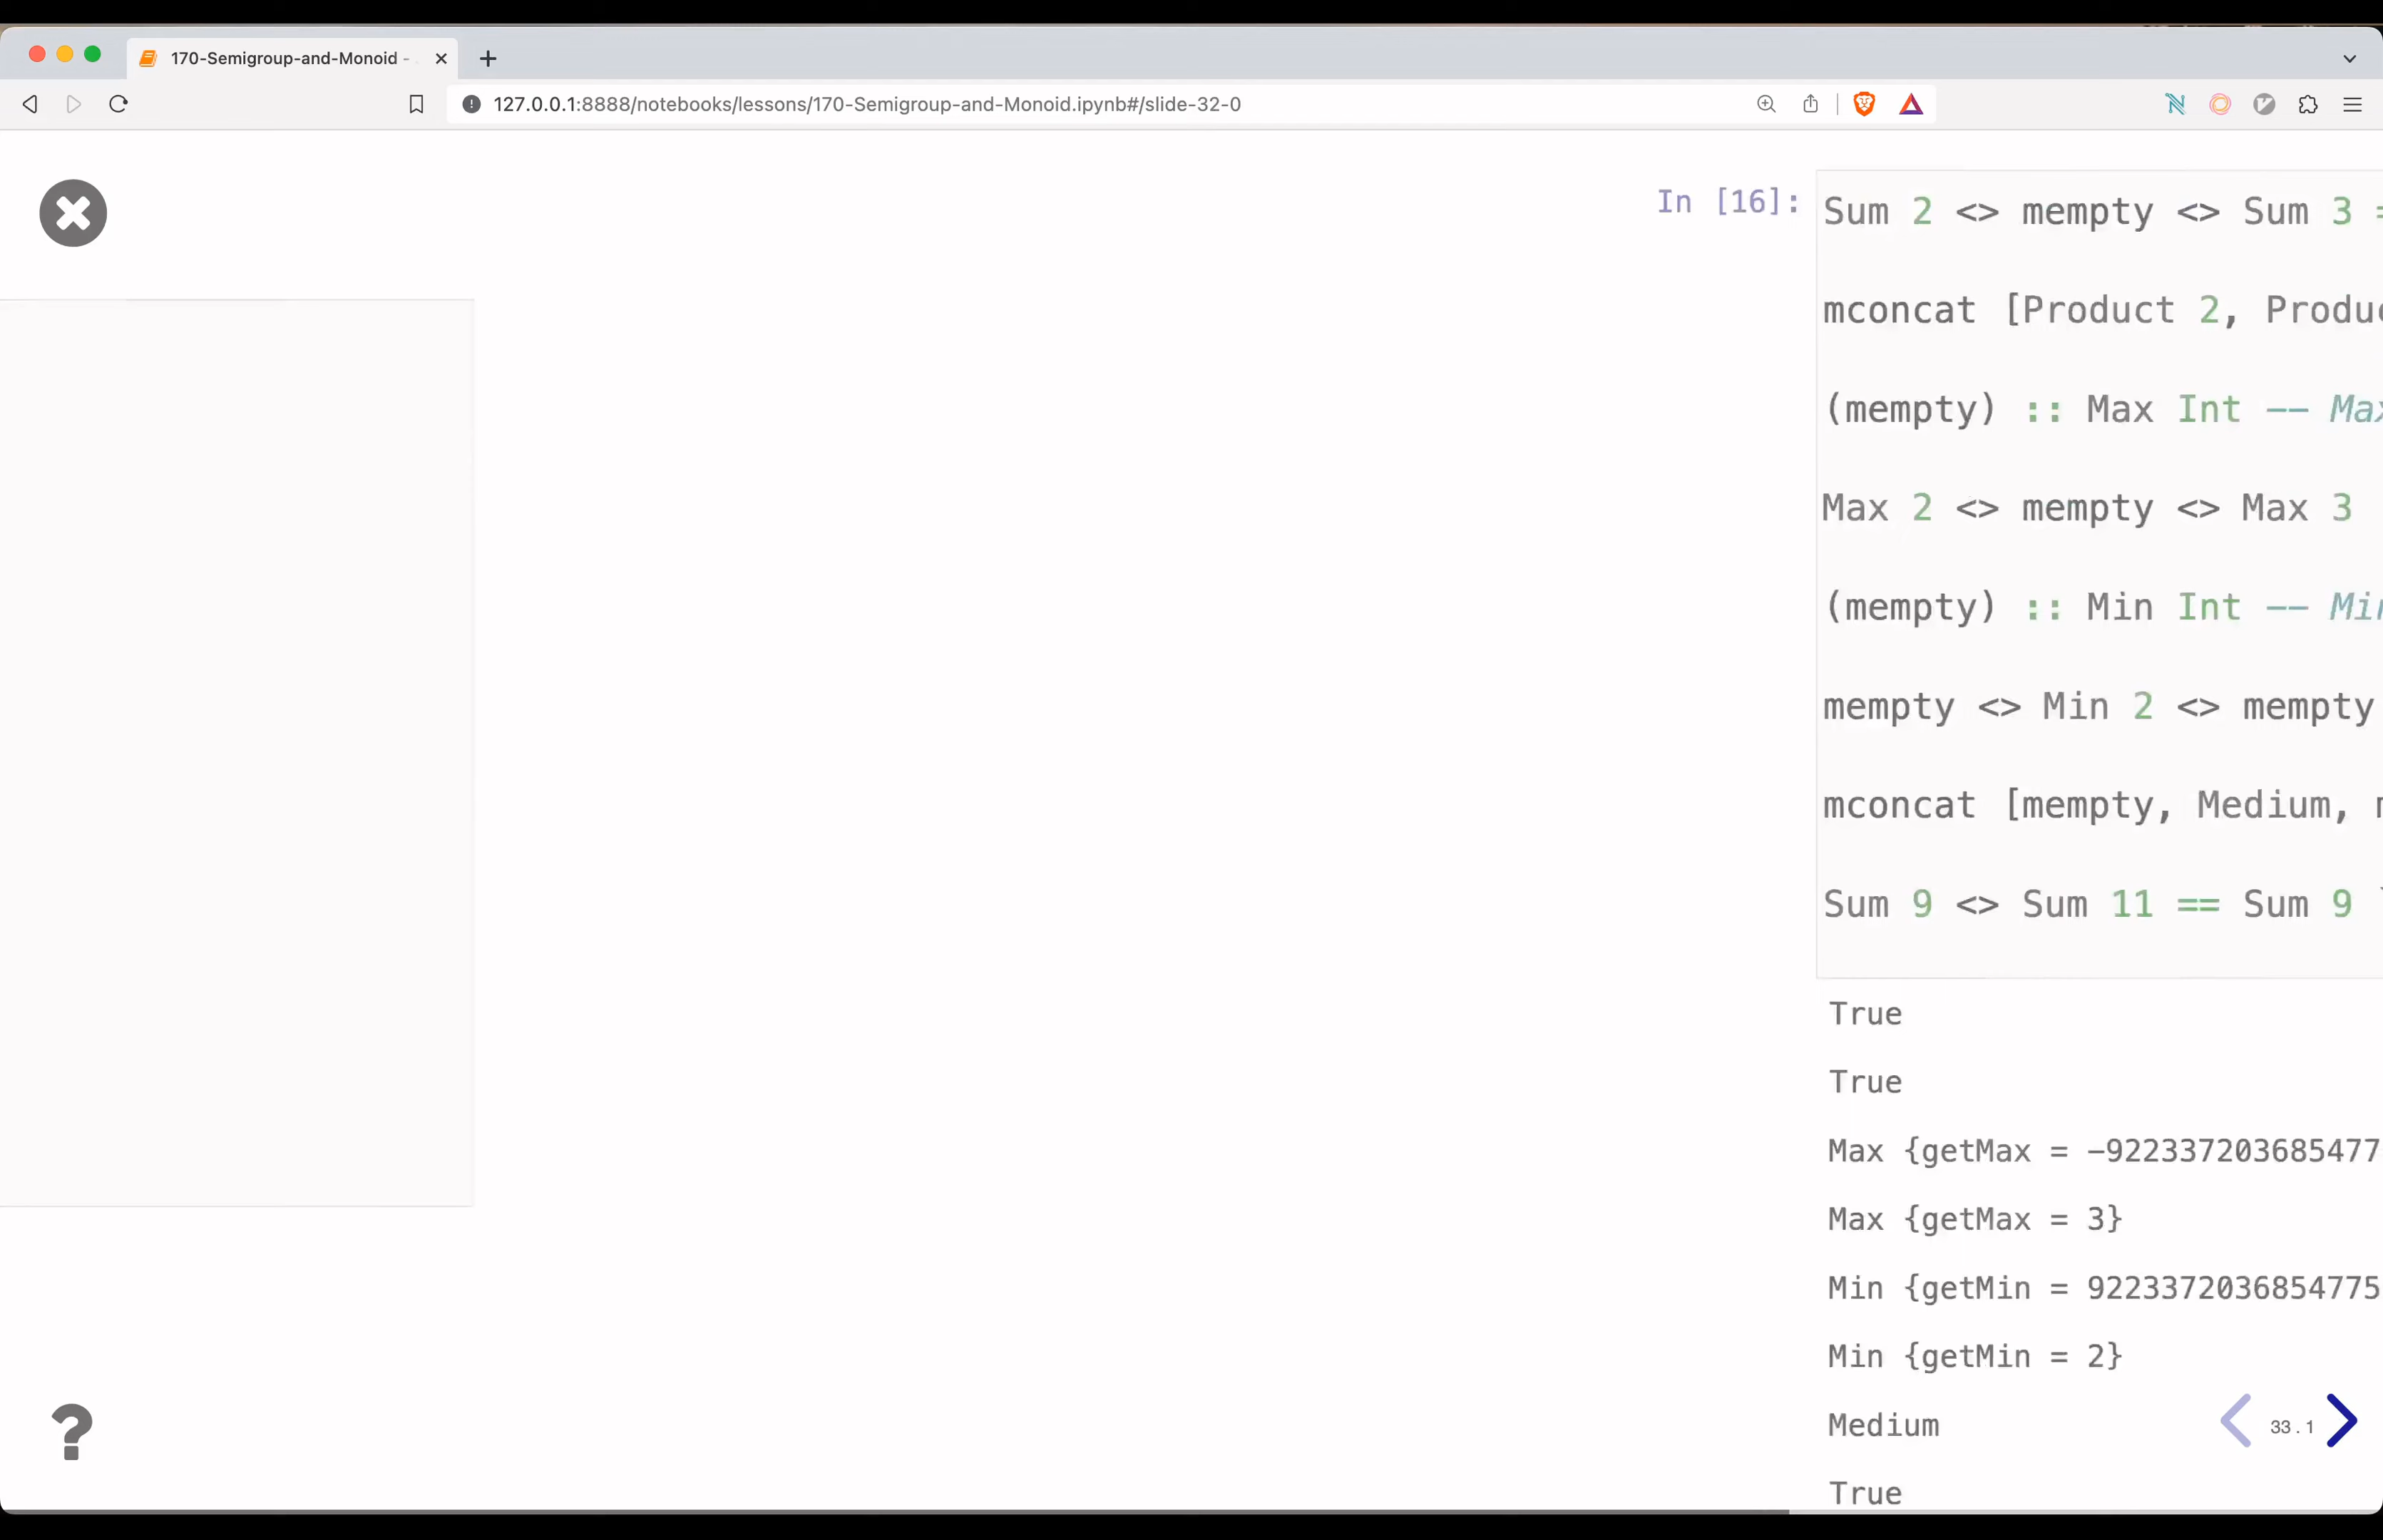 170-Semigroup-and-Monoid -
127.0.0.1:8888/notebooks/lessons/170-Semigroup-and-Monoid.ipynb#/slide-32-0
In [16]:
Sum 2 <> mempty <> Sum 3
mconcat [Product 2,
(mempty) :: Max Int --
Max 2 <> mempty <> Max 3
(mempty) :: Min Int --
mempty <> Min 2 <> mempty
mconcat [mempty, Medium,
Sum 9 <> Sum 11 == Sum 9
True
True
Max {getMax = -922337203685477
Max {getMax = 3}
Min {getMin = 9223372036854775
Min {getMin = 2}
Medium
True
33.1
?